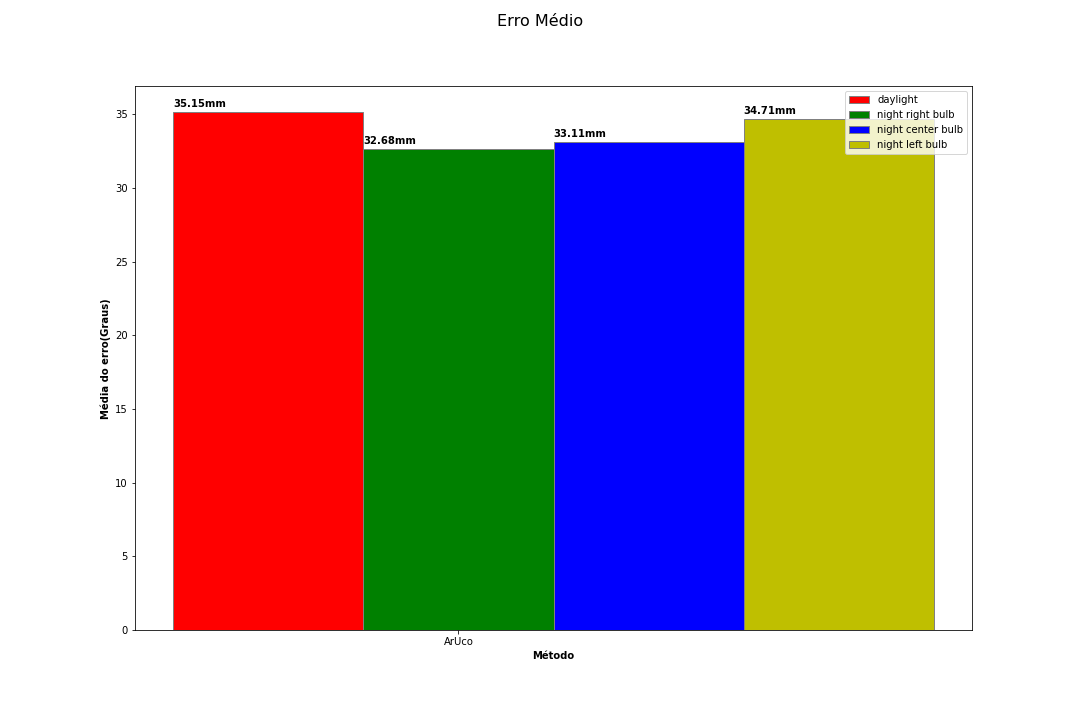 Erro Médio
35.15mm
32.68mm
33.11mm
34.71mm
daylight
night right bulb
night center bulb
night left bulb
35
30
25
20
15
10
5
0
Média do erro(Graus)
ArUco
Método